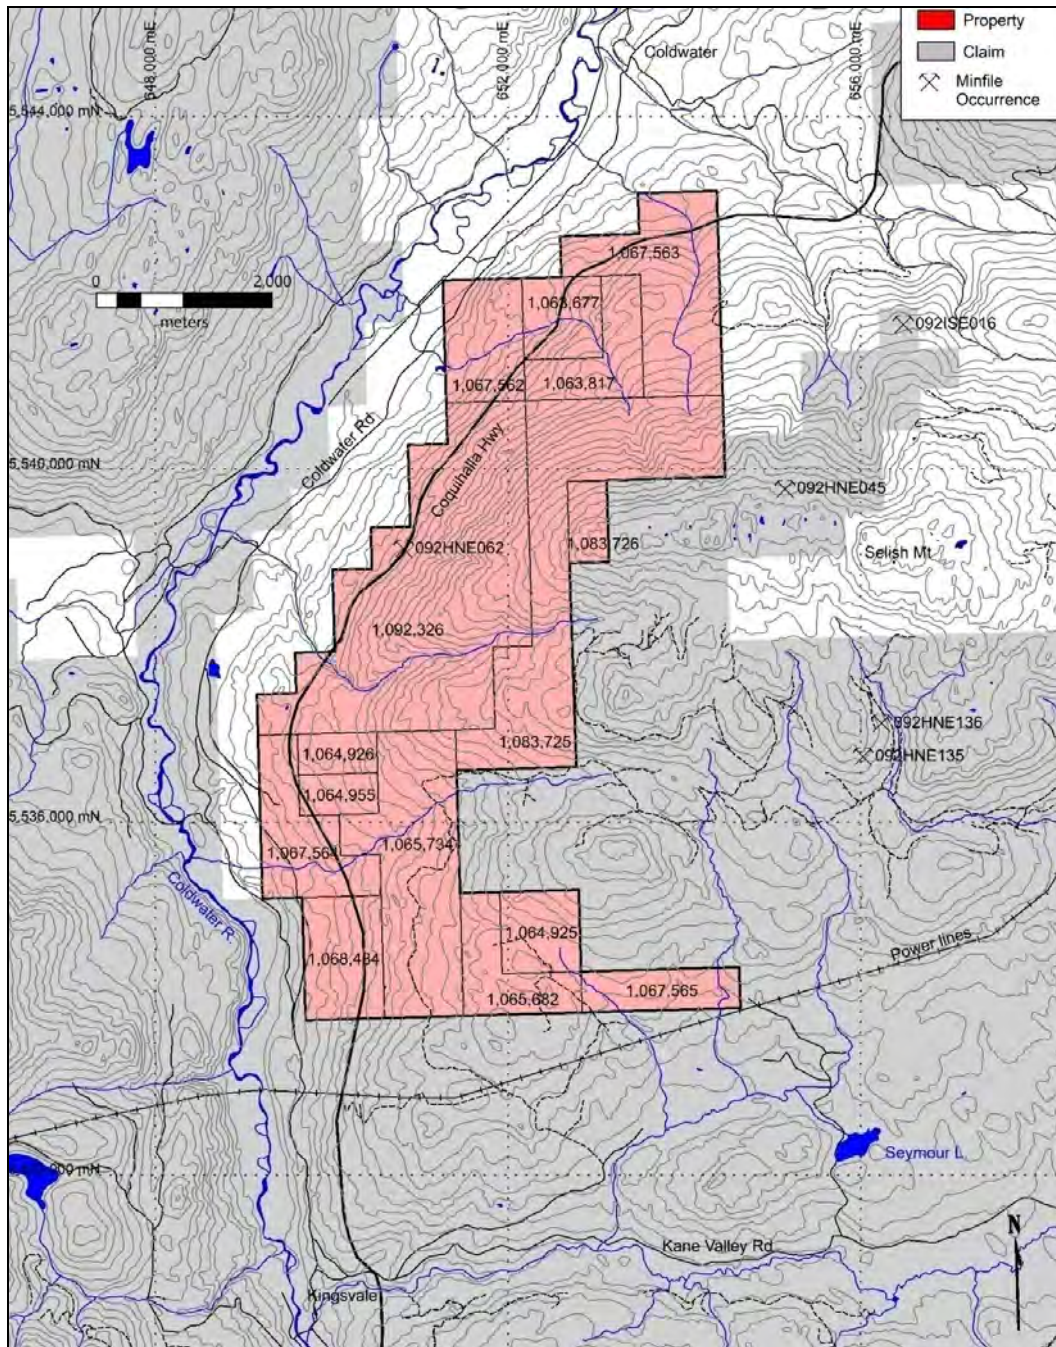 Property
Claim
Minfile
Occurrence
Coldwater
648,000 mE
652,000 mE
656,000 mE
5,544,000 mN
1,067,563
0
2,000
meters
1,063,677
092ISE016
1,067,562
1,063,817
Coldwater Rd
Coquihalla Hwy
5,540,000 mN
092HNE045
1,083,726
092HNE062
Selish Mt
1,092,326
092HNE136
1,083,725
092HNE135
1,064,926
1,064,955
5,536,000 mN
1,067,564
1,065,734
Coldwater R.
1,064,925
Power lines
1,068,484
1,065,682
1,067,565
Seymour L.
000 mN
N
Kane Valley Rd
Kingsvale